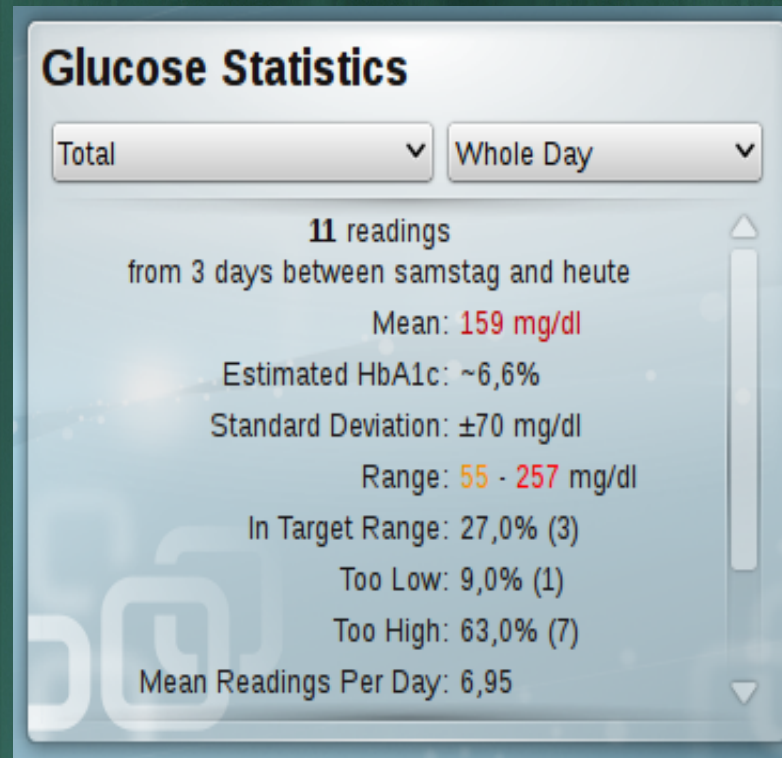 Glucose Statistics
Total Whole Day
11 readings
from 3 days between samstag and heute
Mean: 159 mg/dl
Estimated HbA1c: ~6,6%
Standard Deviation: ±70 mg/dl
Range: 55 - 257 mg/dl
In Target Range: 27,0% (3)
Too Low: 9,0% (1)
Too High: 63,0% (7)
Mean Readings Per Day: 6,95